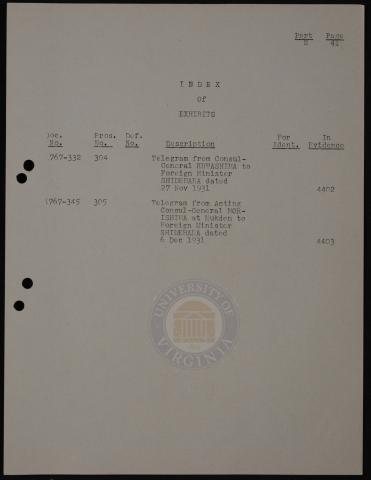 Part Page
41
I N D E X
Of
EXHIBITS
Doc. Pros. Def. For In
No. No. No. Description Ident. Evidence
1767-332 304 Telegram from Consul-
General KUWASHIMA to
Foreign Minister
SHIDEHARA dated
27 Nov 1931 4402
1767-345 305 Telegram from Acting
Consul-General MOR-
ISHIMA at Mukden to
Foreign Minister
SHIDEHARA dated
6 Dec 1931 4403
UNIVERSITY OF
VIRGINIA